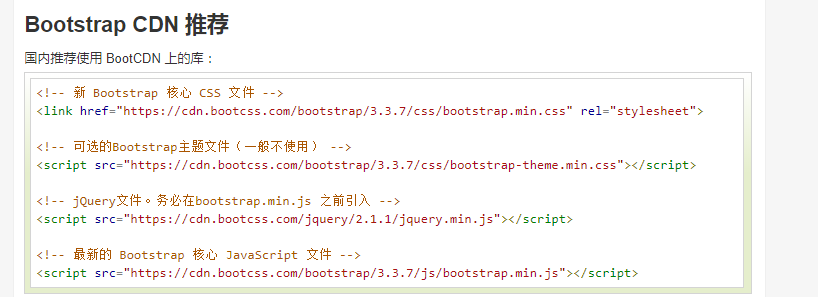 Bootstrap CDN 推荐
国内推荐使用 BootCDN 上的库：
<!-- 新 Bootstrap 核心 CSS 文件 -->
<link href="https://cdn.bootcss.com/bootstrap/3.3.7/css/bootstrap.min.css" rel="stylesheet">
<!-- 可选的Bootstrap主题文件（一般不使用） -->
<script src="https://cdn.bootcss.com/bootstrap/3.3.7/css/bootstrap-theme.min.css"></script>
<!-- jQuery文件。务必在bootstrap.min.js 之前引入 -->
<script src="https://cdn.bootcss.com/jquery/2.1.1/jquery.min.js"></script>
<!-- 最新的 Bootstrap 核心 JavaScript 文件 -->
<script src="https://cdn.bootcss.com/bootstrap/3.3.7/js/bootstrap.min.js"></script>